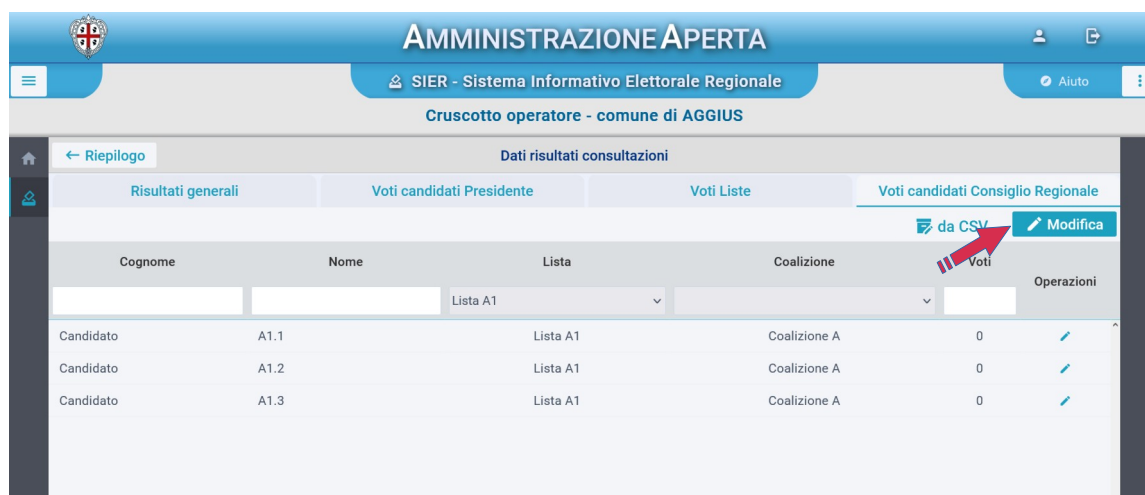 AMMINISTRAZIONE APERTA
SIER - Sistema Informativo Elettorale Regionale
Aiuto
Cruscotto operatore - comune di AGGIUS
← Riepilogo
Dati risultati consultazioni
Risultati generali Voti candidati Presidente Voti Liste Voti candidati Consiglio Regionale
da CSV Modifica
Cognome Nome Lista Coalizione Voti Operazioni
Lista A1
Candidato A1.1 Lista A1 Coalizione A 0
Candidato A1.2 Lista A1 Coalizione A 0
Candidato A1.3 Lista A1 Coalizione A 0